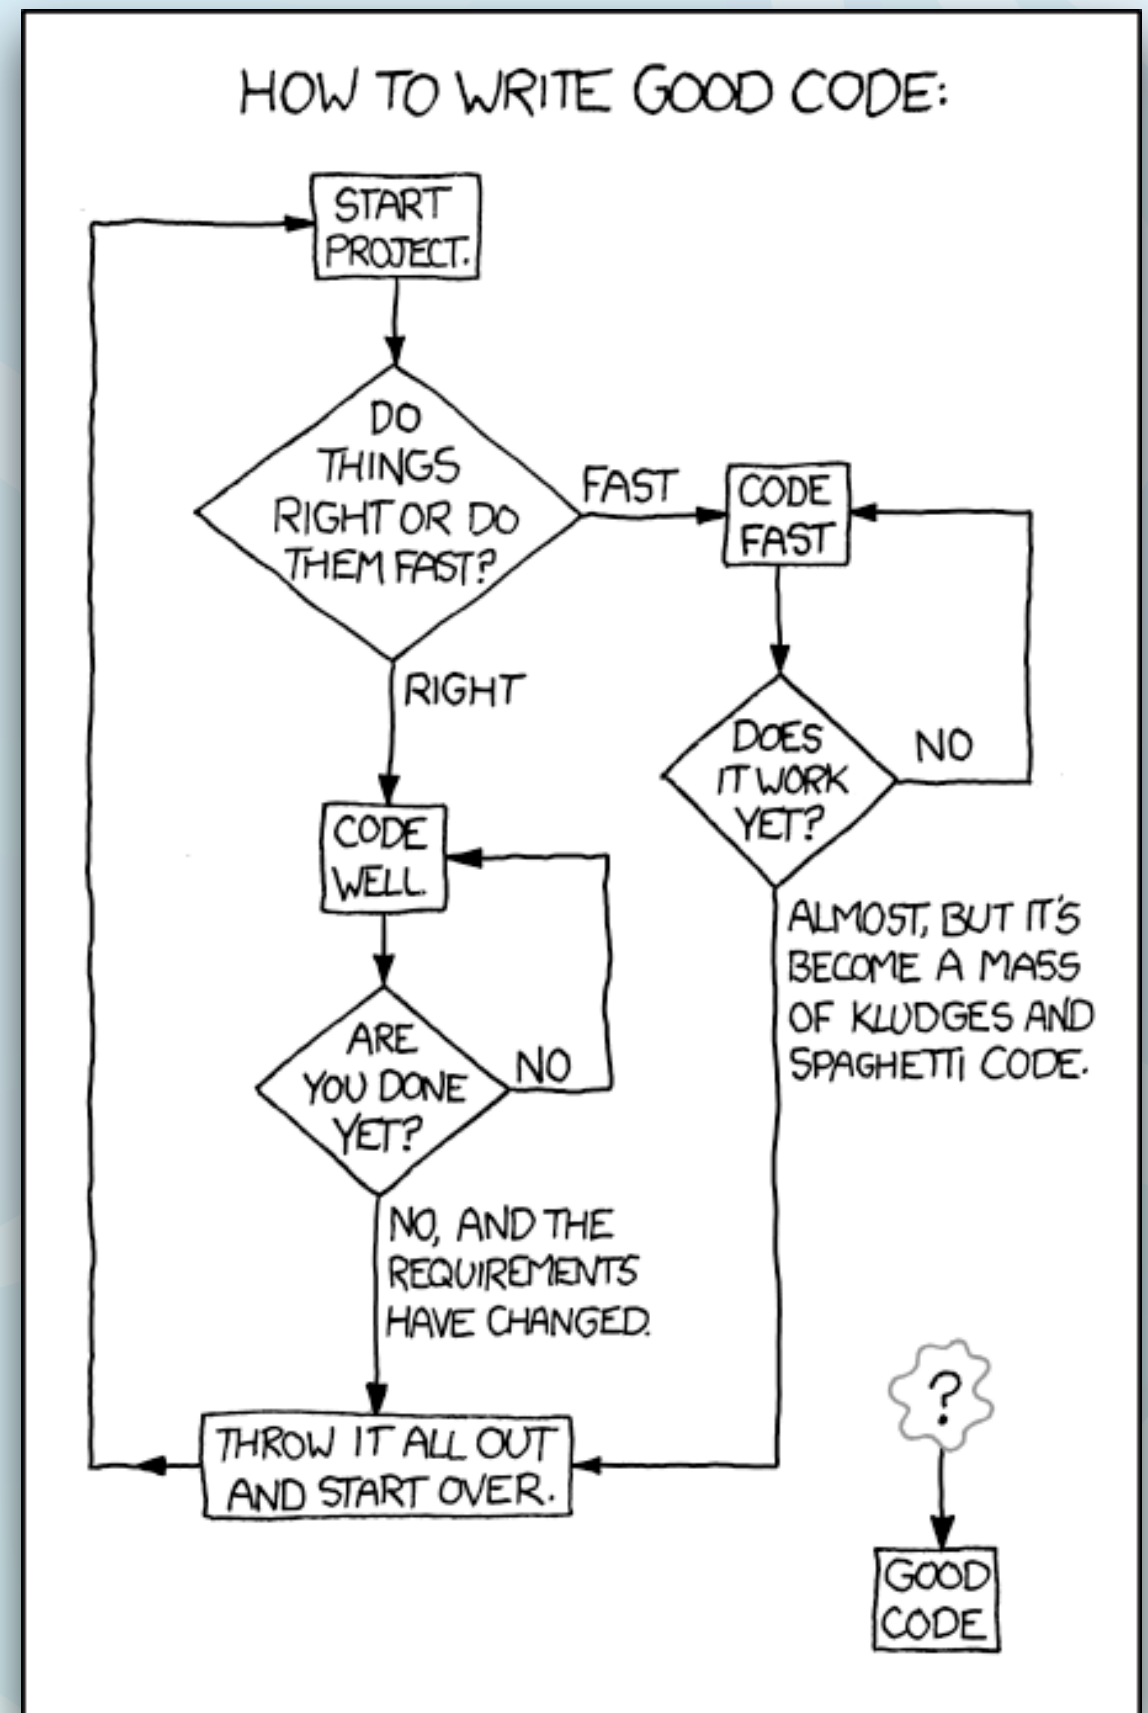 HOW TO WRITE GOOD CODE:
START
PROJECT.
DO
THINGS
RIGHT OR DO
THEM FAST?
FAST
CODE
FAST
RIGHT
DOES
IT WORK
YET?
NO
CODE
WELL.
ALMOST, BUT IT'S
BECOME A MASS
OF KLUDGES AND
SPAGHETTI CODE.
ARE
YOU DONE
YET?
NO
NO, AND THE
REQUIREMENTS
HAVE CHANGED.
THROW IT ALL OUT
AND START OVER.
?
GOOD
CODE